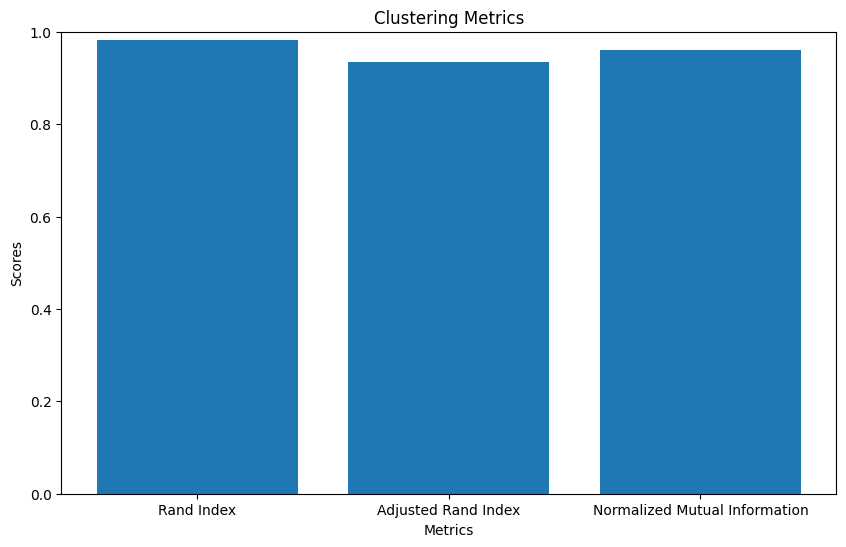 Clustering Metrics
1.0
0.8
0.6
0.4
0.2
0.0
Scores
Rand Index
Adjusted Rand Index
Normalized Mutual Information
Metrics